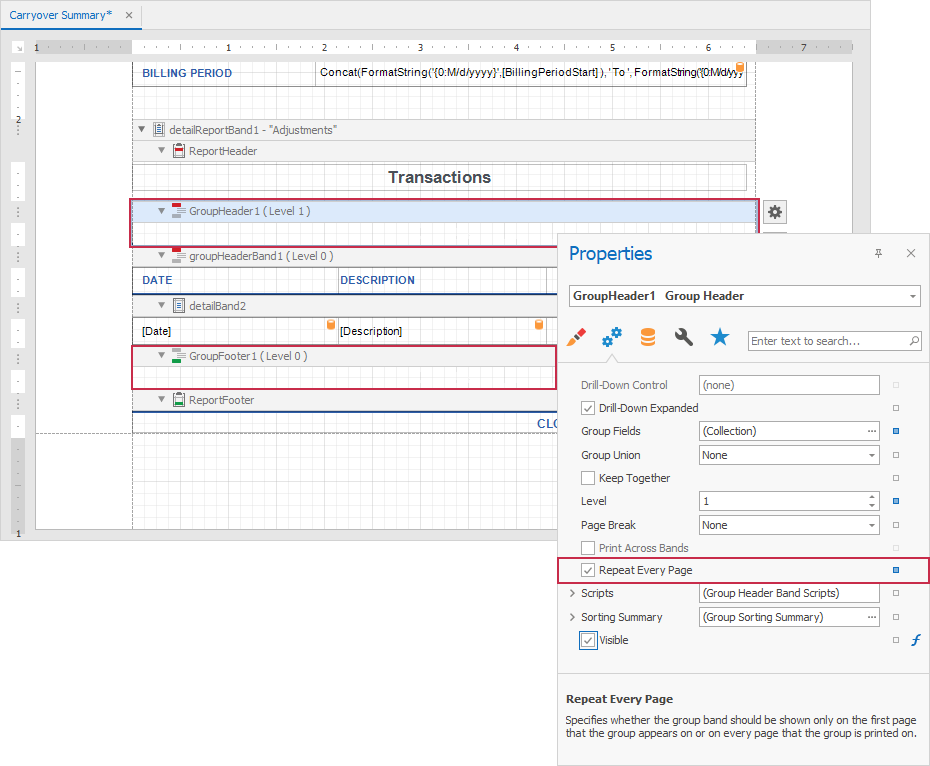 Carryover Summary*
1 1 2 3 4 5 6 7
BILLING PERIOD Concat(FormatString('{0:M/d/yyyy}',[BillingPeriodStart]), 'To', FormatString('{0:M/d/yyy
2
detailReportBand1 - "Adjustments"
ReportHeader
Transactions
GroupHeader1 ( Level 1 )
groupHeaderBand1 ( Level 0 )
DATE DESCRIPTION
detailBand2
[Date] [Description]
GroupFooter1 ( Level 0 )
ReportFooter
CLO
1
Properties
GroupHeader1 Group Header
Enter text to search...
Drill-Down Control (none)
Drill-Down Expanded
Group Fields (Collection)
Group Union None
Keep Together
Level 1
Page Break None
Print Across Bands
Repeat Every Page
Scripts (Group Header Band Scripts)
Sorting Summary (Group Sorting Summary)
Visible
Repeat Every Page
Specifies whether the group band should be shown only on the first page
that the group appears on or on every page that the group is printed on.